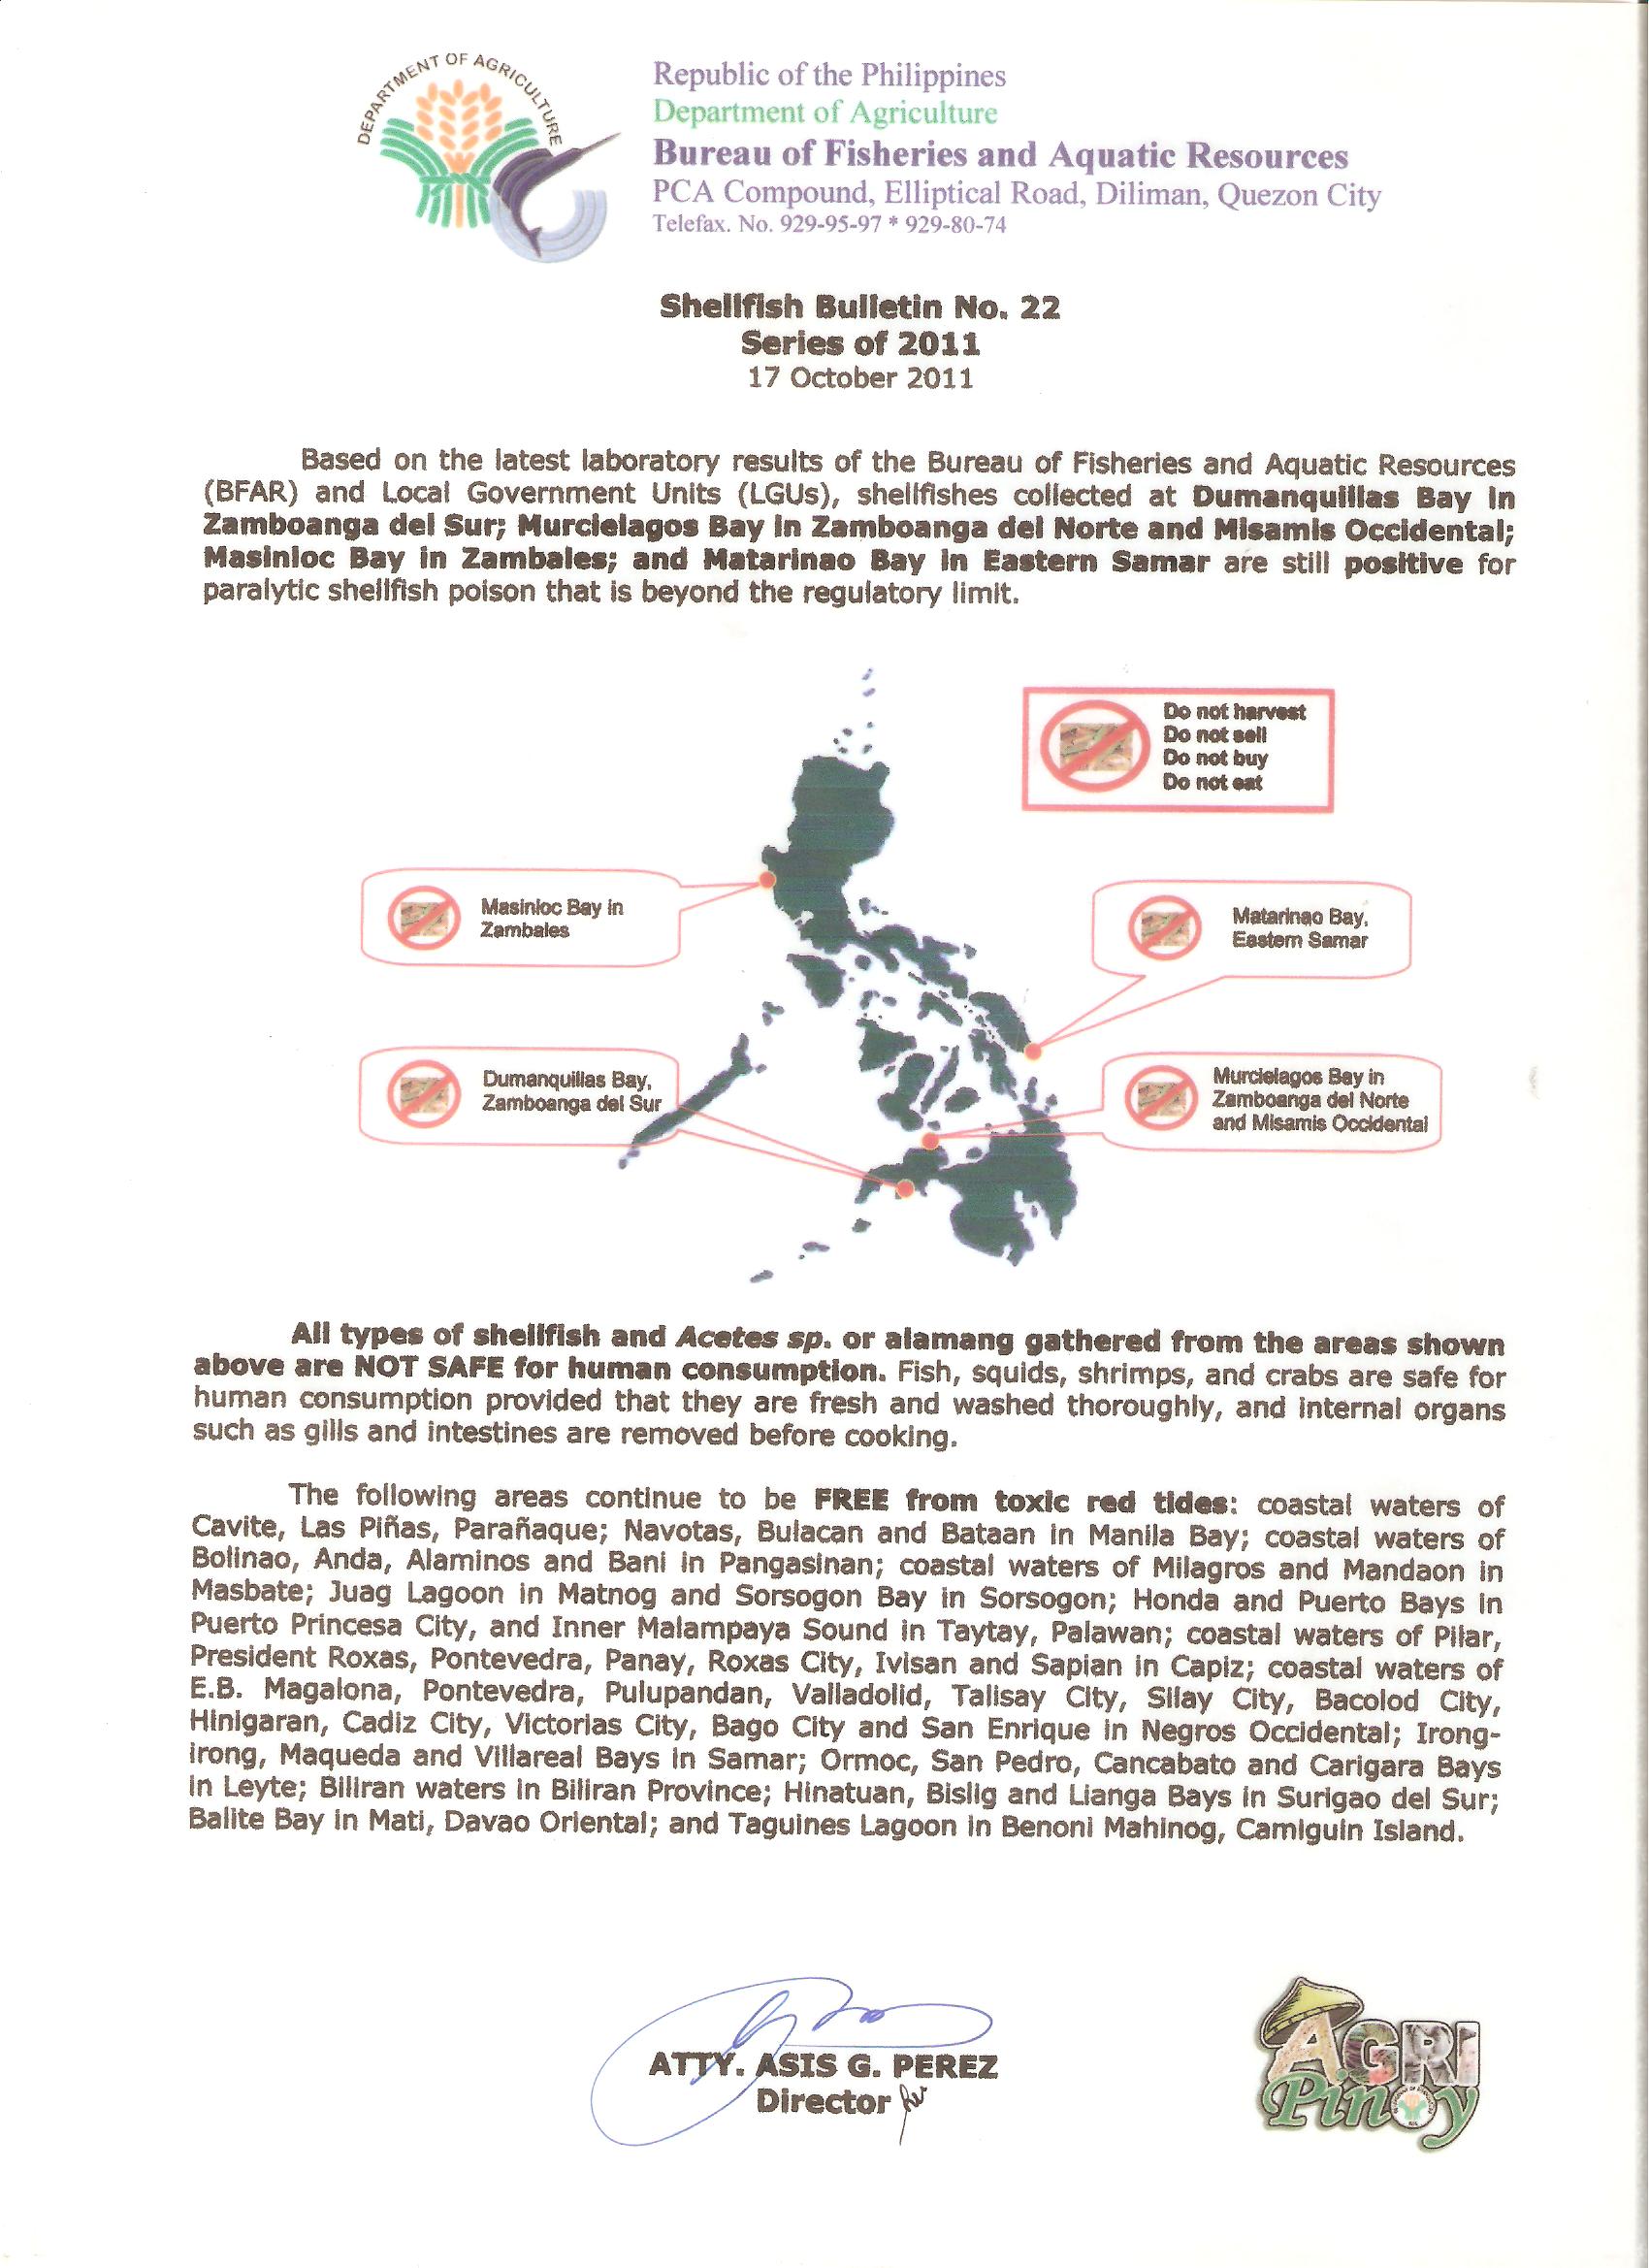 DEPARTMENT OF AGRICULTURE
Republic of the Philippines
Department of Agriculture
Bureau of Fisheries and Aquatic Resources
PCA Compound, Elliptical Road, Diliman, Quezon City
Telefax. No. 929-95-97 * 929-80-74
Shellfish Bulletin No. 22
Series of 2011
17 October 2011
Based on the latest laboratory results of the Bureau of Fisheries and Aquatic Resources
(BFAR) and Local Government Units (LGUs), shellfishes collected at Dumanquillas Bay in
Zamboanga del Sur; Murcielagos Bay in Zamboanga del Norte and Misamis Occidental;
Masinloc Bay in Zambales; and Matarinao Bay in Eastern Samar are still positive for
paralytic shellfish poison that is beyond the regulatory limit.
Do not harvest
Do not sell
Do not buy
Do not eat
Masinloc Bay in
Zambales
Matarinao Bay,
Eastern Samar
Dumanquillas Bay,
Zamboanga del Sur
Murcielagos Bay in
Zamboanga del Norte
and Misamis Occidental
All types of shellfish and Acetes sp. or alamang gathered from the areas shown
above are NOT SAFE for human consumption. Fish, squids, shrimps, and crabs are safe for
human consumption provided that they are fresh and washed thoroughly, and internal organs
such as gills and intestines are removed before cooking.
The following areas continue to be FREE from toxic red tides: coastal waters of
Cavite, Las Piñas, Parañaque; Navotas, Bulacan and Bataan in Manila Bay; coastal waters of
Bolinao, Anda, Alaminos and Bani in Pangasinan; coastal waters of Milagros and Mandaon in
Masbate; Juag Lagoon in Matnog and Sorsogon Bay in Sorsogon; Honda and Puerto Bays in
Puerto Princesa City, and Inner Malampaya Sound in Taytay, Palawan; coastal waters of Pilar,
President Roxas, Pontevedra, Panay, Roxas City, Ivisan and Sapian in Capiz; coastal waters of
E.B. Magalona, Pontevedra, Pulupandan, Valladolid, Talisay City, Silay City, Bacolod City,
Hinigaran, Cadiz City, Victorias City, Bago City and San Enrique in Negros Occidental; Irong-
irong, Maqueda and Villareal Bays in Samar; Ormoc, San Pedro, Cancabato and Carigara Bays
in Leyte; Biliran waters in Biliran Province; Hinatuan, Bislig and Lianga Bays in Surigao del Sur;
Balite Bay in Mati, Davao Oriental; and Taguines Lagoon in Benoni Mahinog, Camiguin Island.
ATTY. ASIS G. PEREZ
Director
AGRI
Pinoy